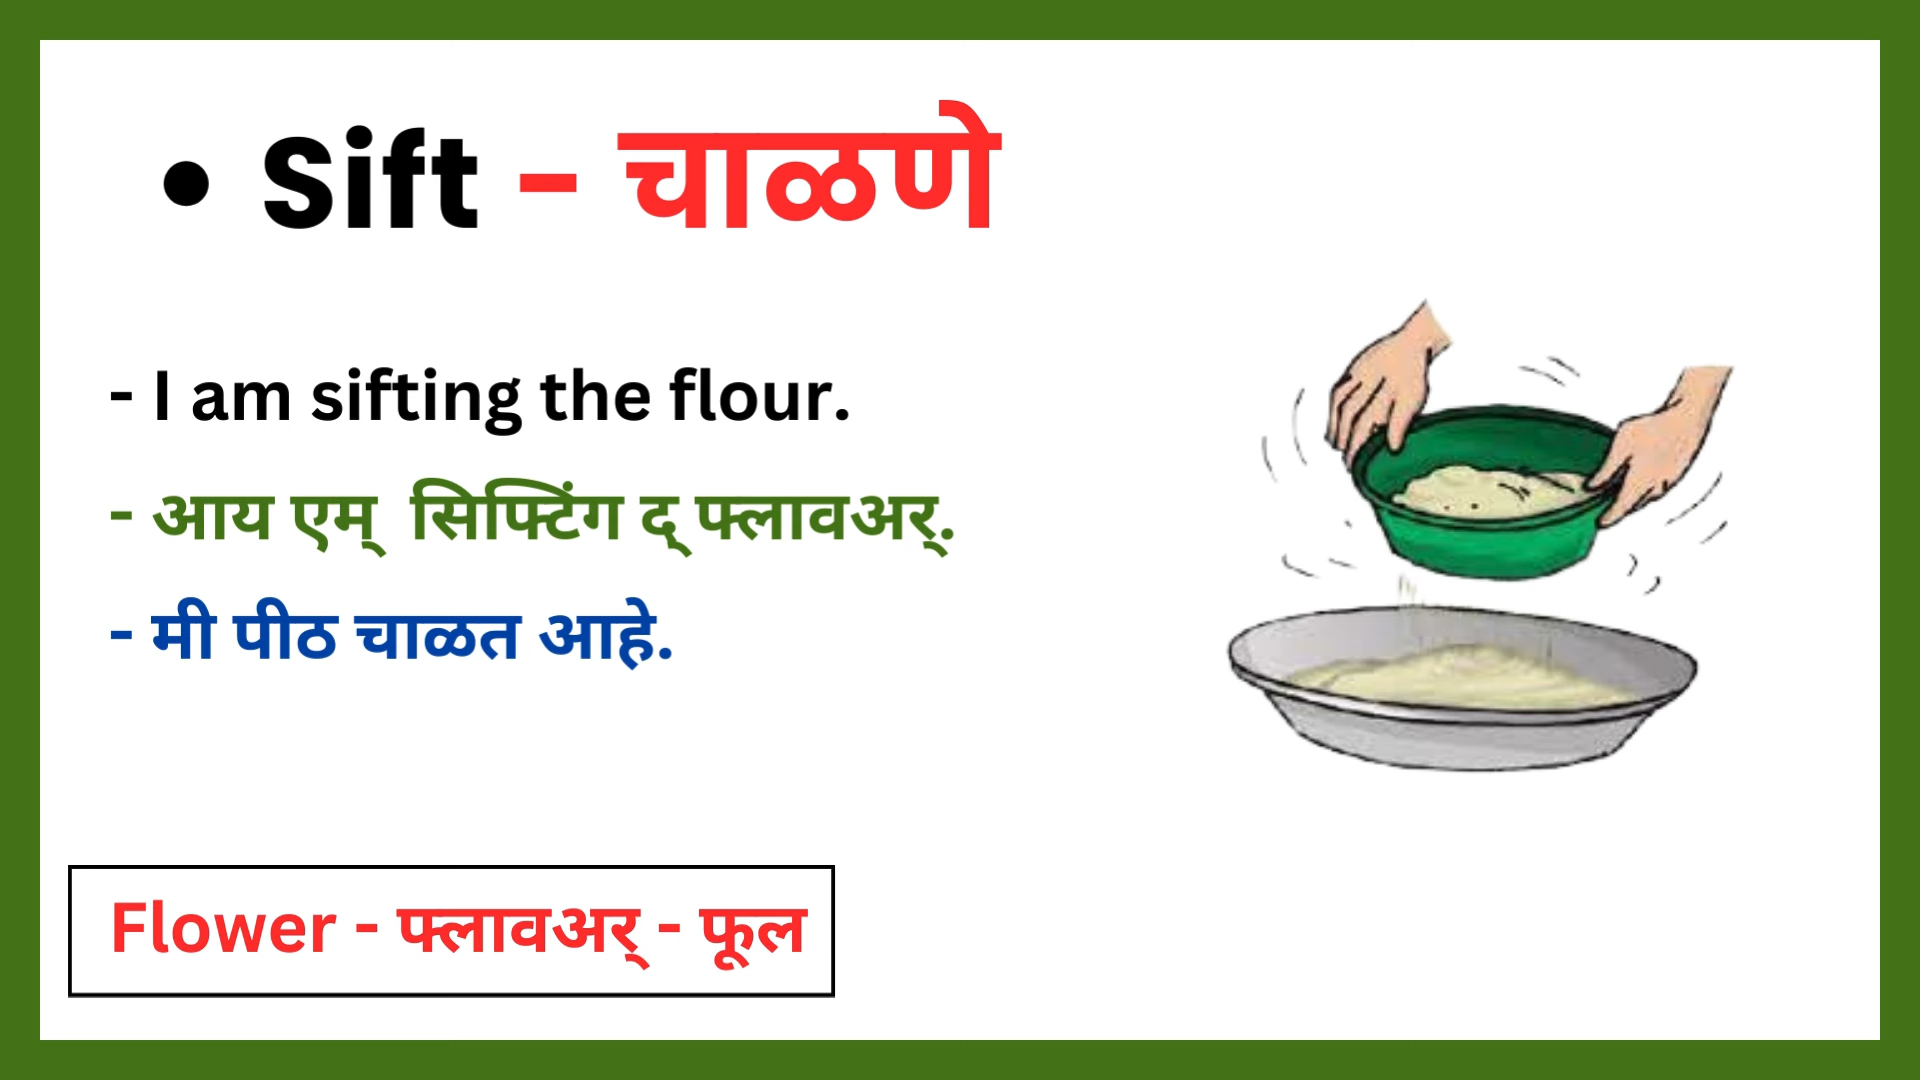 • Sift - चाळणे
- I am sifting the flour.
- आय एम् सिफ्टिंग द् फ्लावअर्.
- मी पीठ चाळत आहे.
Flower - फ्लावअर् - फूल